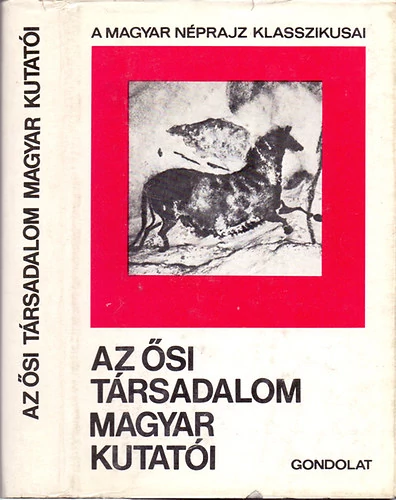 AZ ŐSI TÁRSADALOM MAGYAR KUTATÓI
A MAGYAR NÉPRAJZ KLASSZIKUSAI
AZ ŐSI
TÁRSADALOM
MAGYAR
KUTATÓI
GONDOLAT